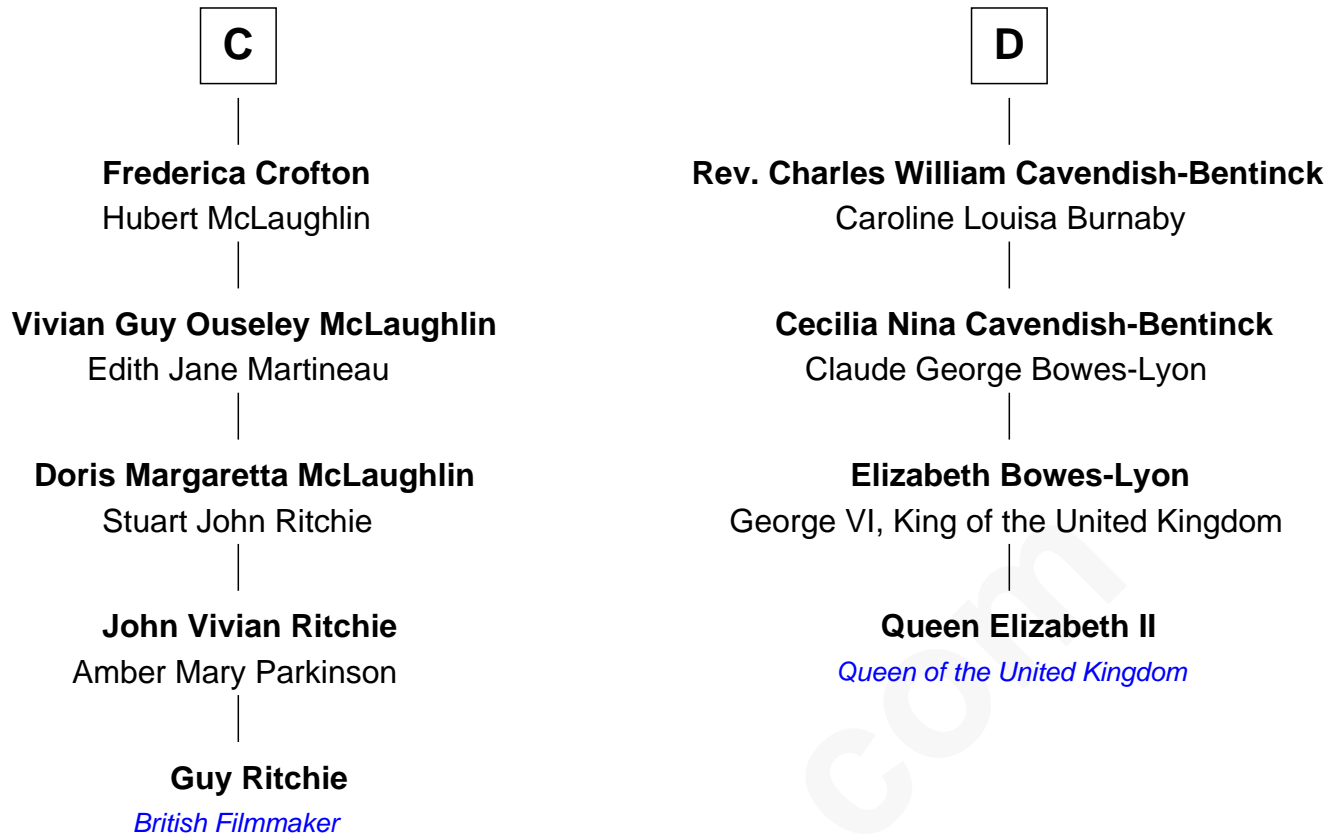 C
Frederica Crofton
Hubert McLaughlin
Vivian Guy Ouseley McLaughlin
Edith Jane Martineau
Doris Margaretta McLaughlin
Stuart John Ritchie
John Vivian Ritchie
Amber Mary Parkinson
Guy Ritchie
British Filmmaker
D
Rev. Charles William Cavendish-Bentinck
Caroline Louisa Burnaby
Cecilia Nina Cavendish-Bentinck
Claude George Bowes-Lyon
Elizabeth Bowes-Lyon
George VI, King of the United Kingdom
Queen Elizabeth II
Queen of the United Kingdom
com